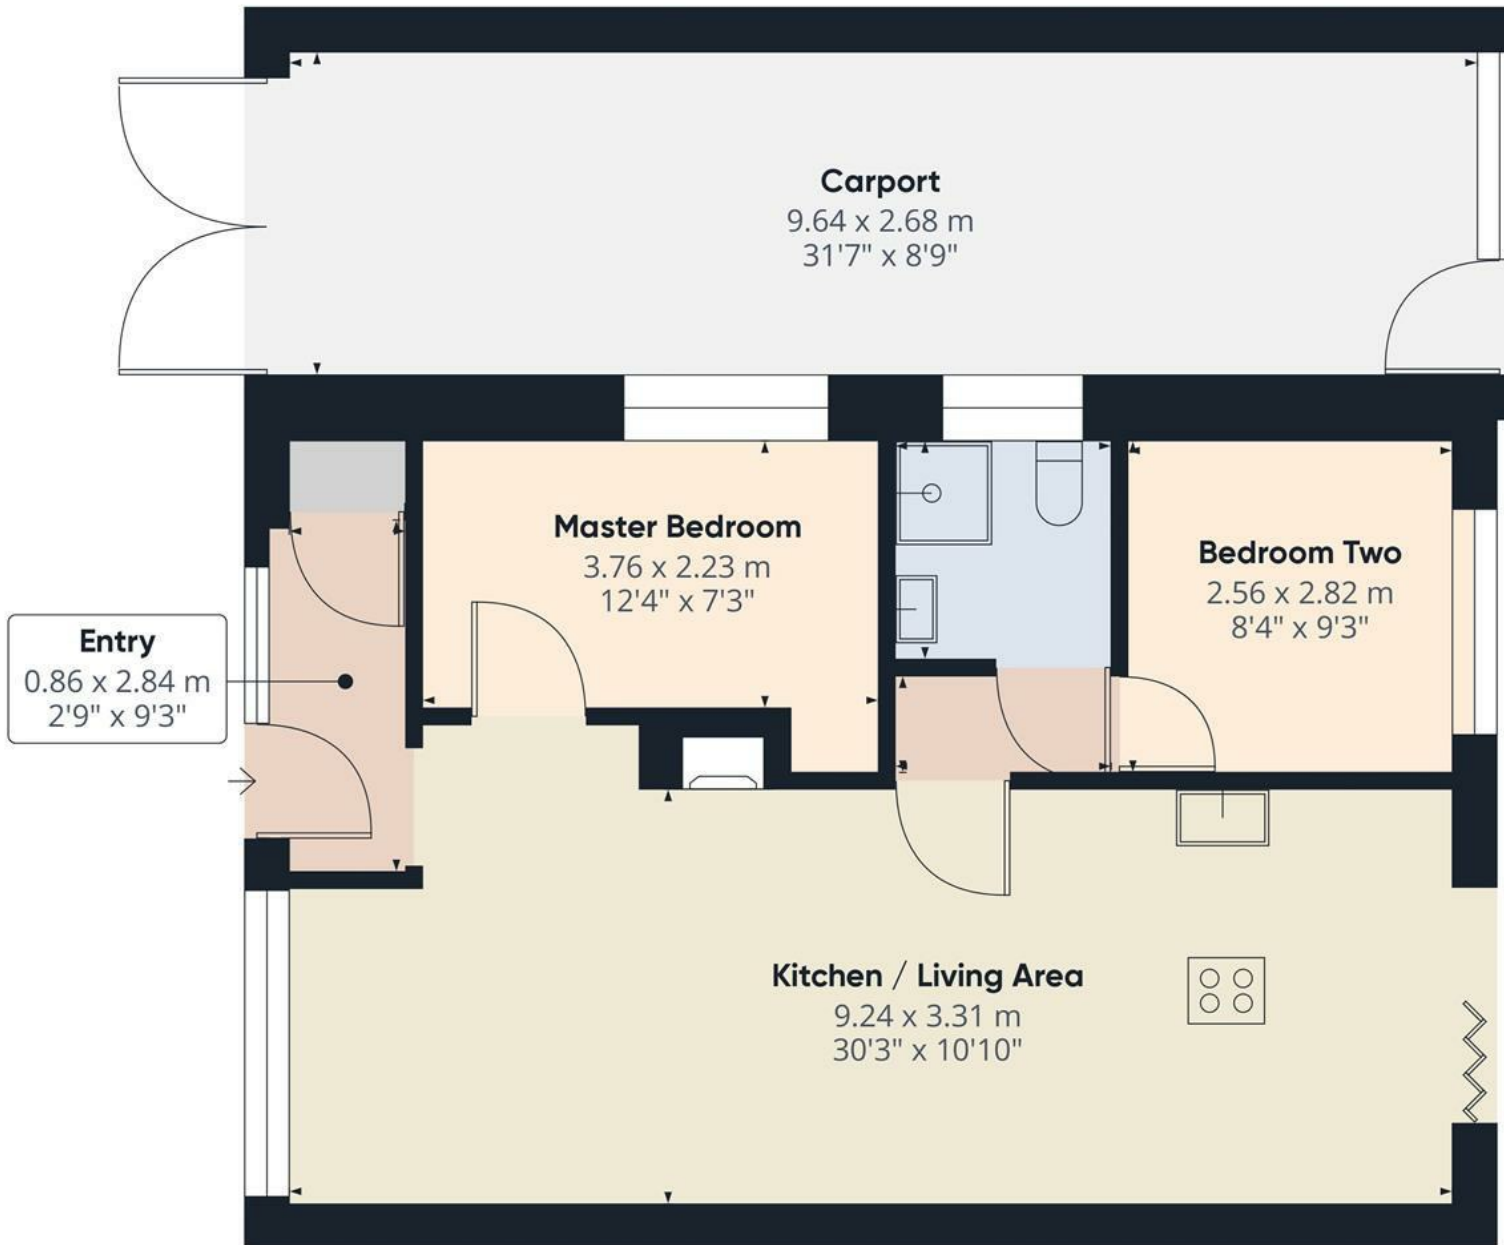 Carport
9.64 x 2.68 m
31'7" x 8'9"
Master Bedroom
3.76 x 2.23 m
12'4" x 7'3"
Bedroom Two
2.56 x 2.82 m
8'4" x 9'3"
Entry
0.86 x 2.84 m
2'9" x 9'3"
Kitchen / Living Area
9.24 x 3.31 m
30'3" x 10'10"